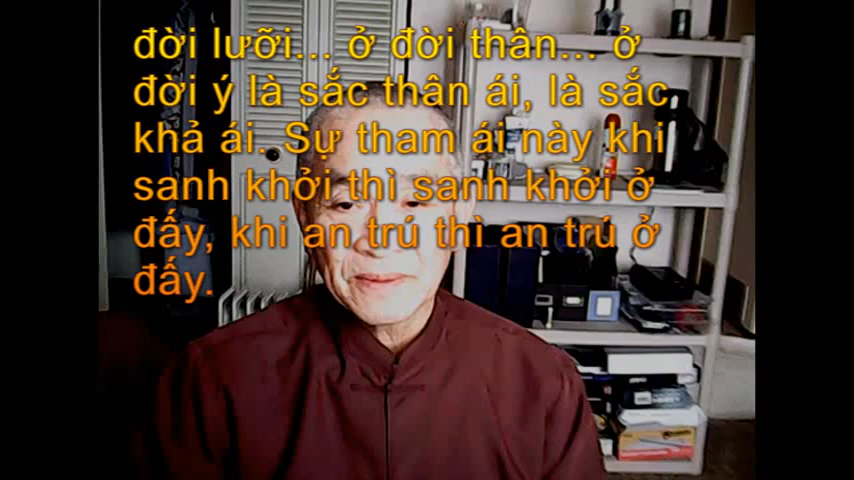 đời lưỡi... ở đời thân... ở
đời ý là sắc thân ái, là sắc
khả ái. Sự tham ái này khi
sanh khởi thì sanh khởi ở
đấy, khi an trú thì an trú ở
đấy.